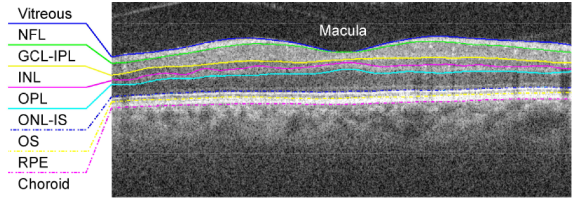 Vitreous
NFL
GCL-IPL
INL
OPL
ONL-IS
OS
RPE
Choroid
Macula